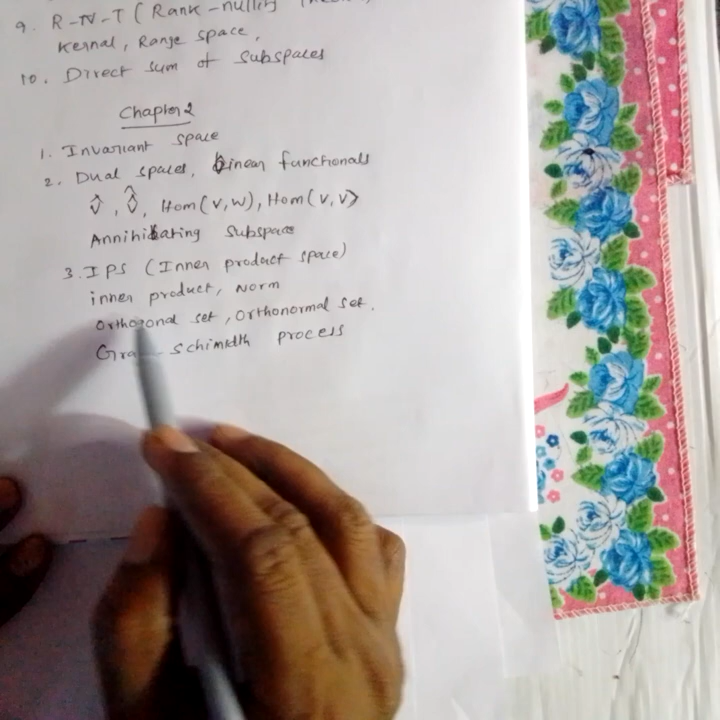 9. R-N-T (Rank-nullity
Kernal, Range space,
10. Direct sum of subspaces
Chapter 2
1. Invariant space
2. Dual spaces, Linear functionals
V̂, V̂̂, Hom(V,W), Hom(V,V)
Annihilating Subspace
3. IPS (Inner product space)
inner product, Norm
Orthogonal set, Orthonormal set.
Schimidth process